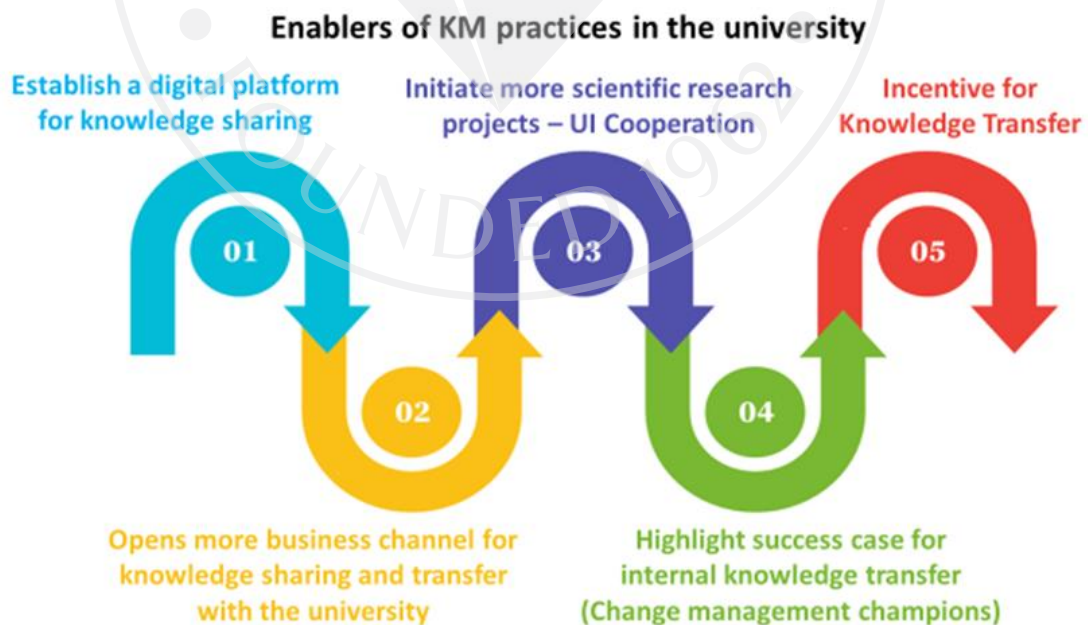 Enablers of KM practices in the university
Establish a digital platform
for knowledge sharing
Initiate more scientific research
projects – UI Cooperation
Incentive for
Knowledge Transfer
01
03
05
02
04
Opens more business channel for
knowledge sharing and transfer
with the university
Highlight success case for
internal knowledge transfer
(Change management champions)
FOUNDED 1962